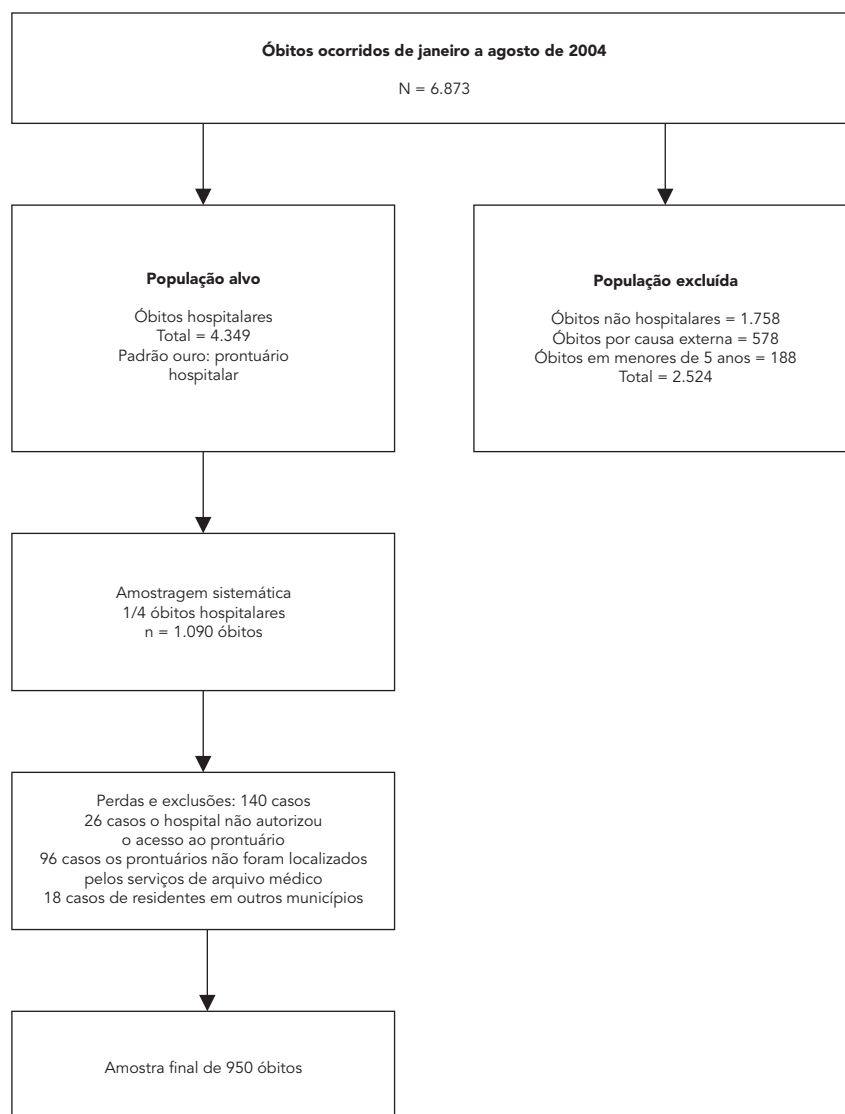 Óbitos ocorridos de janeiro a agosto de 2004
N = 6.873
População alvo
Óbitos hospitalares
Total = 4.349
Padrão ouro: prontuário
hospitalar
População excluída
Óbitos não hospitalares = 1.758
Óbitos por causa externa = 578
Óbitos em menores de 5 anos = 188
Total = 2.524
Amostragem sistemática
1/4 óbitos hospitalares
n = 1.090 óbitos
Perdas e exclusões: 140 casos
26 casos o hospital não autorizou
o acesso ao prontuário
96 casos os prontuários não foram localizados
pelos serviços de arquivo médico
18 casos de residentes em outros municípios
Amostra final de 950 óbitos